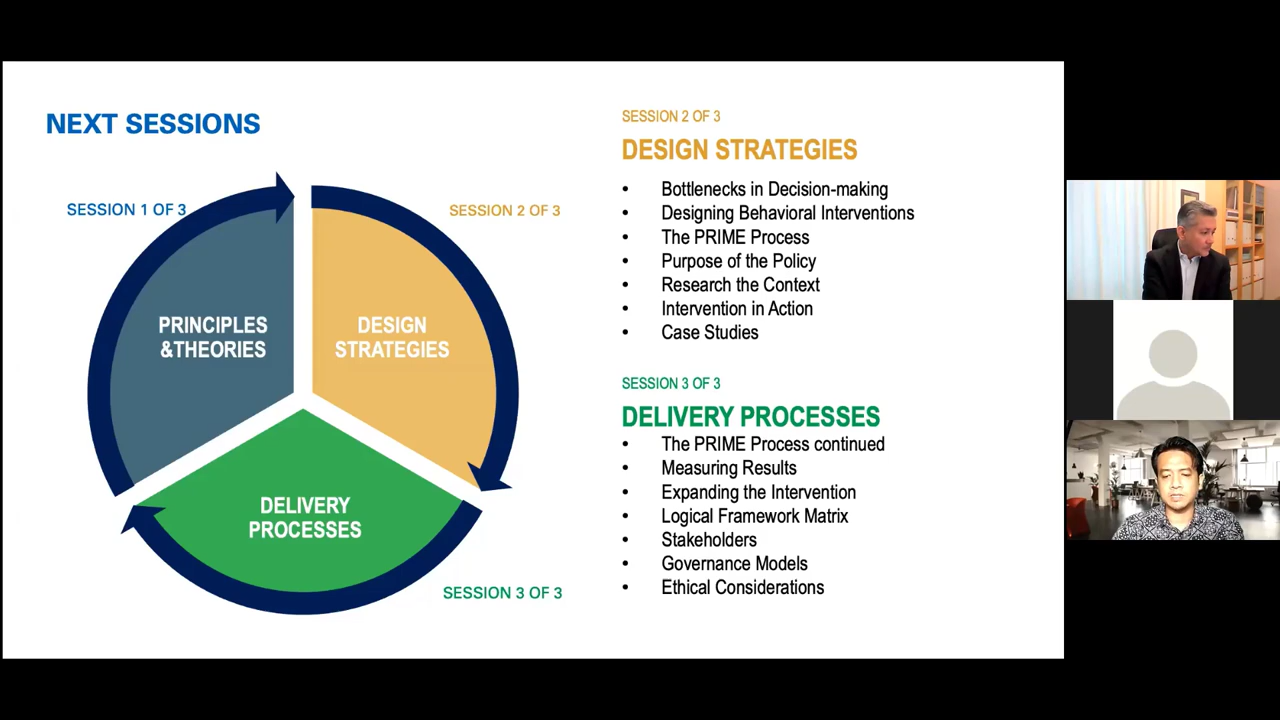 NEXT SESSIONS
SESSION 1 OF 3
SESSION 2 OF 3
PRINCIPLES
&THEORIES
DESIGN
STRATEGIES
DELIVERY
PROCESSES
SESSION 3 OF 3
SESSION 2 OF 3
DESIGN STRATEGIES
• Bottlenecks in Decision-making
• Designing Behavioral Interventions
• The PRIME Process
• Purpose of the Policy
• Research the Context
• Intervention in Action
• Case Studies
SESSION 3 OF 3
DELIVERY PROCESSES
• The PRIME Process continued
• Measuring Results
• Expanding the Intervention
• Logical Framework Matrix
• Stakeholders
• Governance Models
• Ethical Considerations